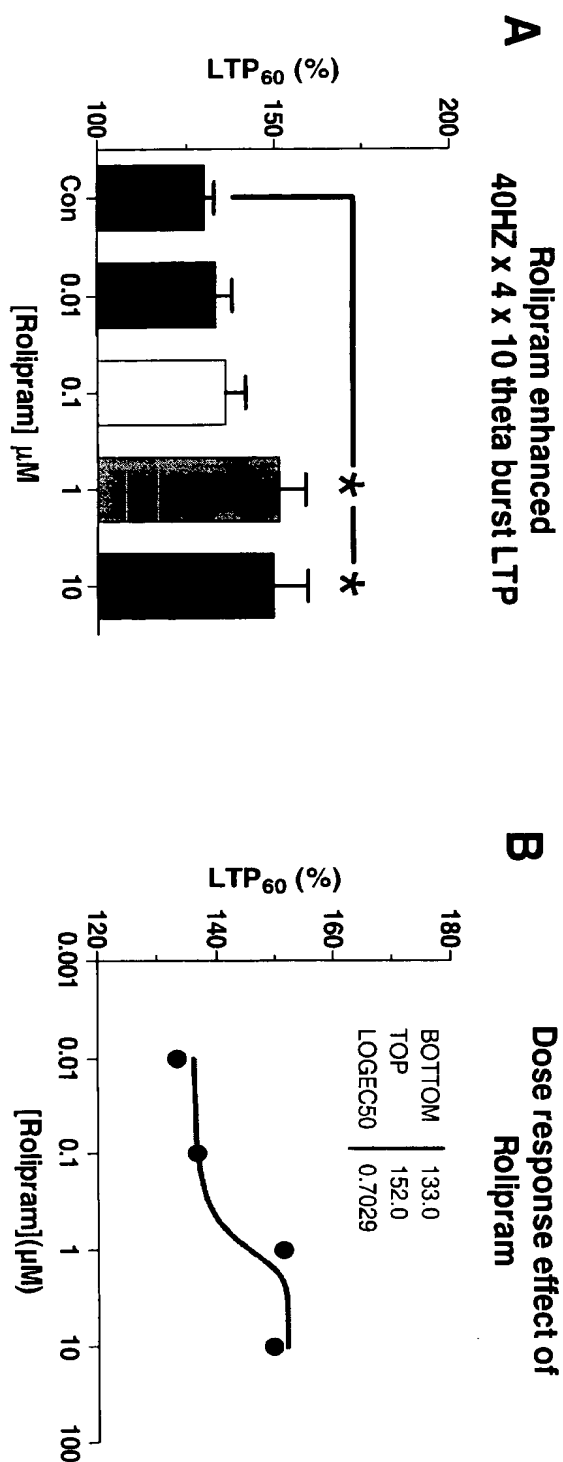 A
Rolipram enhanced
40HZ x 4 x 10 theta burst LTP
LTP60 (%)
200
150
100
* *
Con 0.01 0.1 1 10
[Rolipram] µM
B
Dose response effect of
Rolipram
LTP60 (%)
180
160
140
120
BOTTOM 133.0
TOP 152.0
LOGEC50 0.7029
0.001 0.01 0.1 1 10 100
[Rolipram](µM)